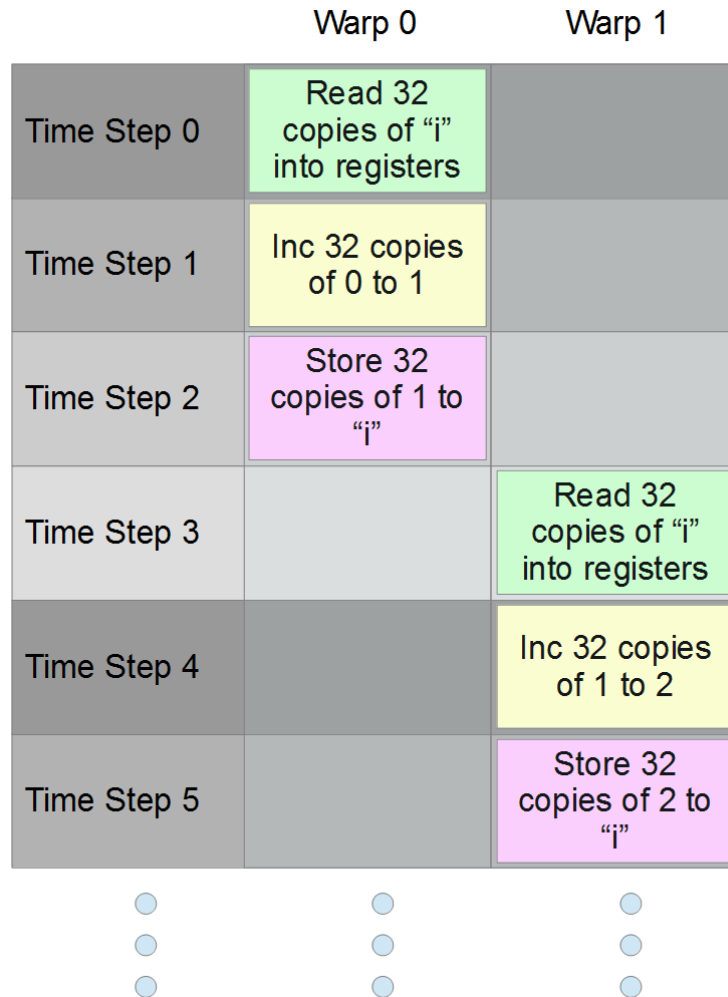 Warp 0
Warp 1
Time Step 0
Read 32
copies of “i”
into registers
Time Step 1
Inc 32 copies
of 0 to 1
Time Step 2
Store 32
copies of 1 to
“i”
Time Step 3
Read 32
copies of “i”
into registers
Time Step 4
Inc 32 copies
of 1 to 2
Time Step 5
Store 32
copies of 2 to
“i”